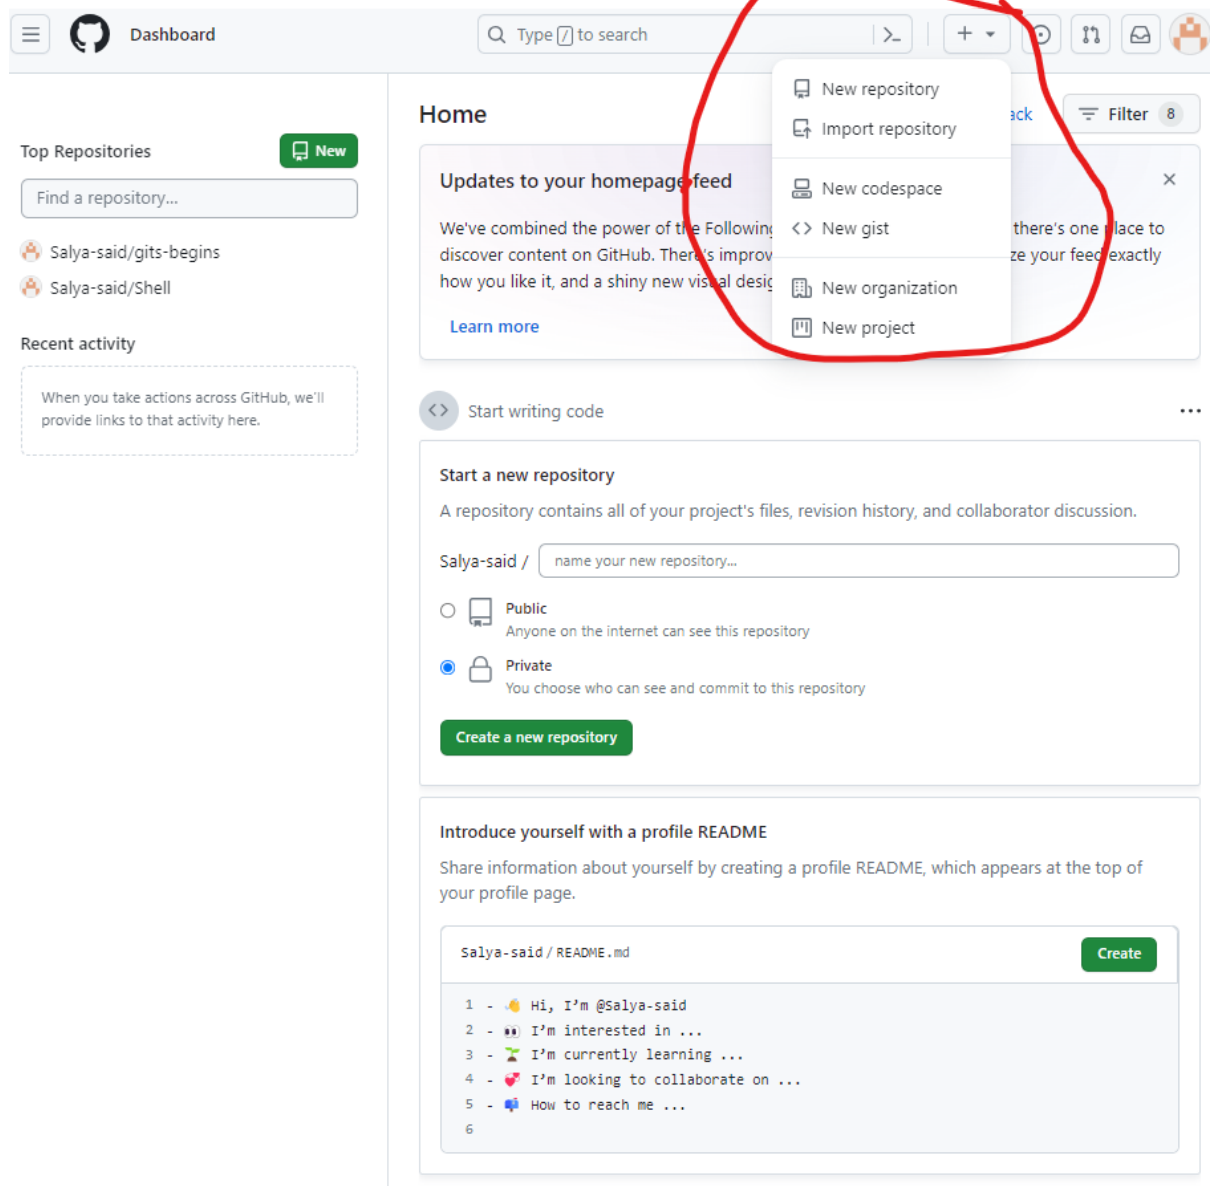 Dashboard
Type / to search
New repository
Import repository
New codespace
New gist
New organization
New project
Top Repositories
New
Find a repository...
Salya-said/gits-begins
Salya-said/Shell
Recent activity
When you take actions across GitHub, we'll
provide links to that activity here.
Home
Filter 8
Updates to your homepage feed
We've combined the power of the Following there's one place to
discover content on GitHub. There's your feed exactly
how you like it, and a shiny new visual
Learn more
Start writing code
Start a new repository
A repository contains all of your project's files, revision history, and collaborator discussion.
Salya-said / name your new repository...
Public
Anyone on the internet can see this repository
Private
You choose who can see and commit to this repository
Create a new repository
Introduce yourself with a profile README
Share information about yourself by creating a profile README, which appears at the top of
your profile page.
Salya-said / README.md
Create
1 - 👋 Hi, I'm @Salya-said
2 - 👀 I'm interested in ...
3 - 🌱 I'm currently learning ...
4 - 💞️ I'm looking to collaborate on ...
5 - 📫 How to reach me ...
6